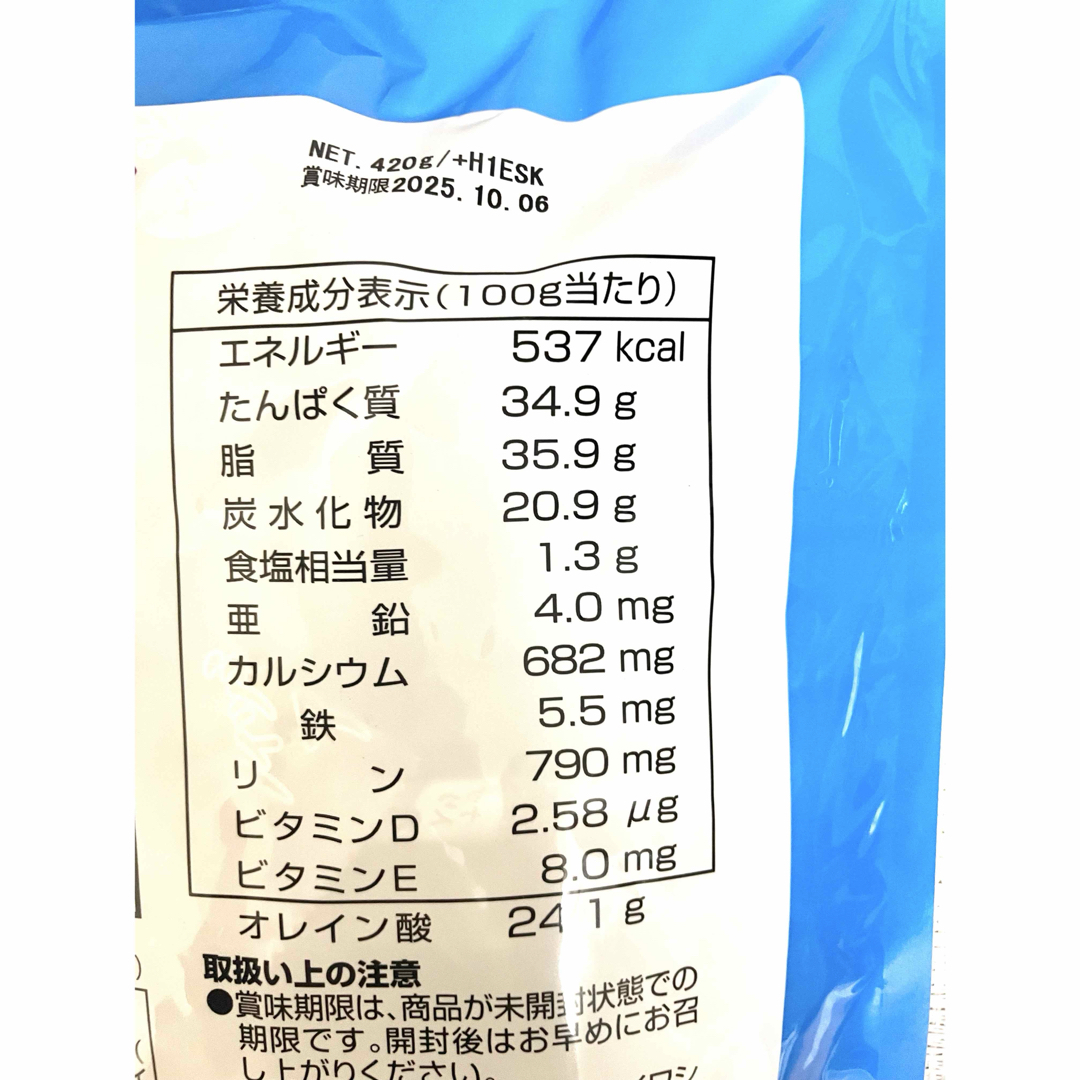 NET. 420g/+H1ESK
賞味期限2025.10.06
栄養成分表示(100g当たり)
エネルギー 537 kcal
たんぱく質 34.9 g
脂質 35.9 g
炭水化物 20.9 g
食塩相当量 1.3 g
亜鉛 4.0 mg
カルシウム 682 mg
鉄 5.5 mg
リン 790 mg
ビタミンD 2.58 μg
ビタミンE 8.0 mg
オレイン酸 24.1 g
取扱い上の注意
●賞味期限は、商品が未開封状態での
期限です。開封後はお早めにお召
し上がりください。
イワシ